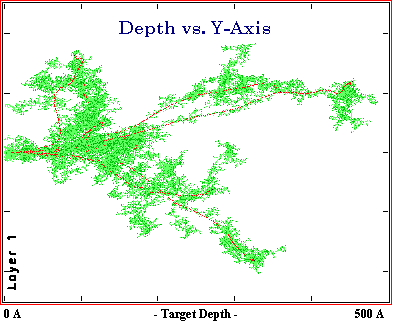 Depth vs. Y-Axis
Layer 1
0 A - Target Depth - 500 A